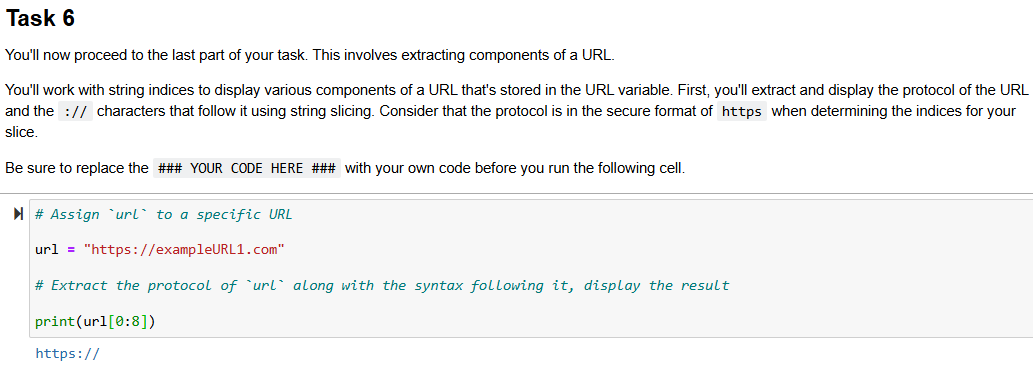 Task 6
You'll now proceed to the last part of your task. This involves extracting components of a URL.
You'll work with string indices to display various components of a URL that's stored in the URL variable. First, you'll extract and display the protocol of the URL
and the :// characters that follow it using string slicing. Consider that the protocol is in the secure format of https when determining the indices for your
slice.
Be sure to replace the ### YOUR CODE HERE ### with your own code before you run the following cell.
# Assign `url` to a specific URL
url = "https://exampleURL1.com"
# Extract the protocol of `url` along with the syntax following it, display the result
print(url[0:8])
https://